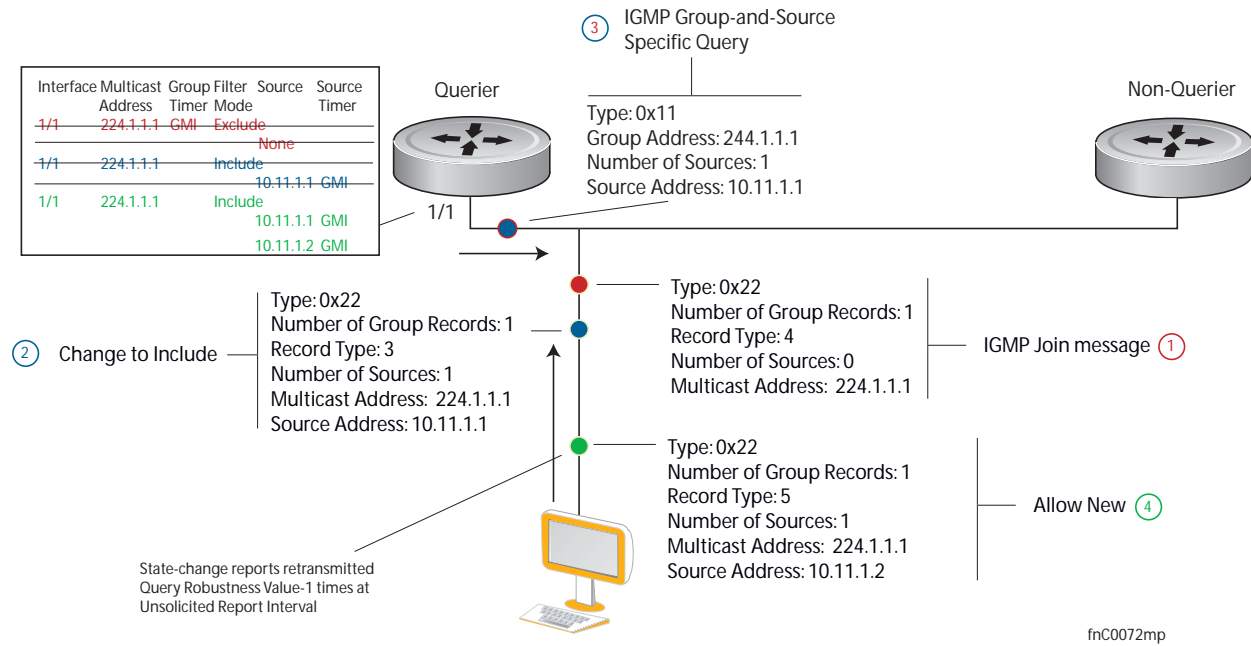 3
IGMP Group-and-Source
Specific Query
Interface Multicast Group Filter Source Source
Address Timer Mode Timer
1/1 224.1.1.1 GMI Exclude
None
1/1 224.1.1.1 Include
10.11.1.1 GMI
1/1 224.1.1.1 Include
10.11.1.1 GMI
10.11.1.2 GMI
Querier
Non-Querier
Type: 0x11
Group Address: 244.1.1.1
Number of Sources: 1
Source Address: 10.11.1.1
1/1
2
Change to Include
Type: 0x22
Number of Group Records: 1
Record Type: 3
Number of Sources: 1
Multicast Address: 224.1.1.1
Source Address: 10.11.1.1
Type: 0x22
Number of Group Records: 1
Record Type: 4
Number of Sources: 0
Multicast Address: 224.1.1.1
IGMP Join message 1
Type: 0x22
Number of Group Records: 1
Record Type: 5
Number of Sources: 1
Multicast Address: 224.1.1.1
Source Address: 10.11.1.2
Allow New 4
State-change reports retransmitted
Query Robustness Value-1 times at
Unsolicited Report Interval
fnC0072mp